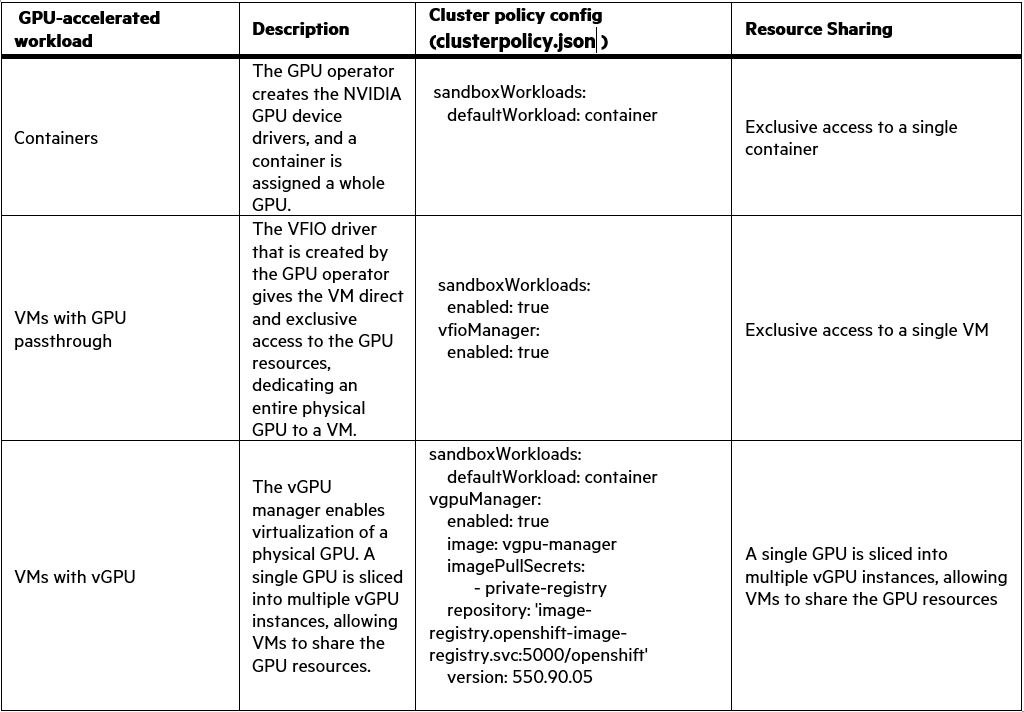 GPU-accelerated
workload
Description
Cluster policy config
(clusterpolicy.json )
Resource Sharing
Containers
The GPU operator
creates the NVIDIA
GPU device
drivers, and a
container is
assigned a whole
GPU.
sandboxWorkloads:
defaultWorkload: container
Exclusive access to a single
container
VMs with GPU
passthrough
The VFIO driver
that is created by
the GPU operator
gives the VM direct
and exclusive
access to the GPU
resources,
dedicating an
entire physical
GPU to a VM.
sandboxWorkloads:
enabled: true
vfioManager:
enabled: true
Exclusive access to a single VM
VMs with vGPU
The vGPU
manager enables
virtualization of a
physical GPU. A
single GPU is sliced
into multiple vGPU
instances, allowing
VMs to share the
GPU resources.
sandboxWorkloads:
defaultWorkload: container
vgpuManager:
enabled: true
image: vgpu-manager
imagePullSecrets:
- private-registry
repository: 'image-
registry.openshift-image-
registry.svc:5000/openshift'
version: 550.90.05
A single GPU is sliced into
multiple vGPU instances, allowing
VMs to share the GPU resources